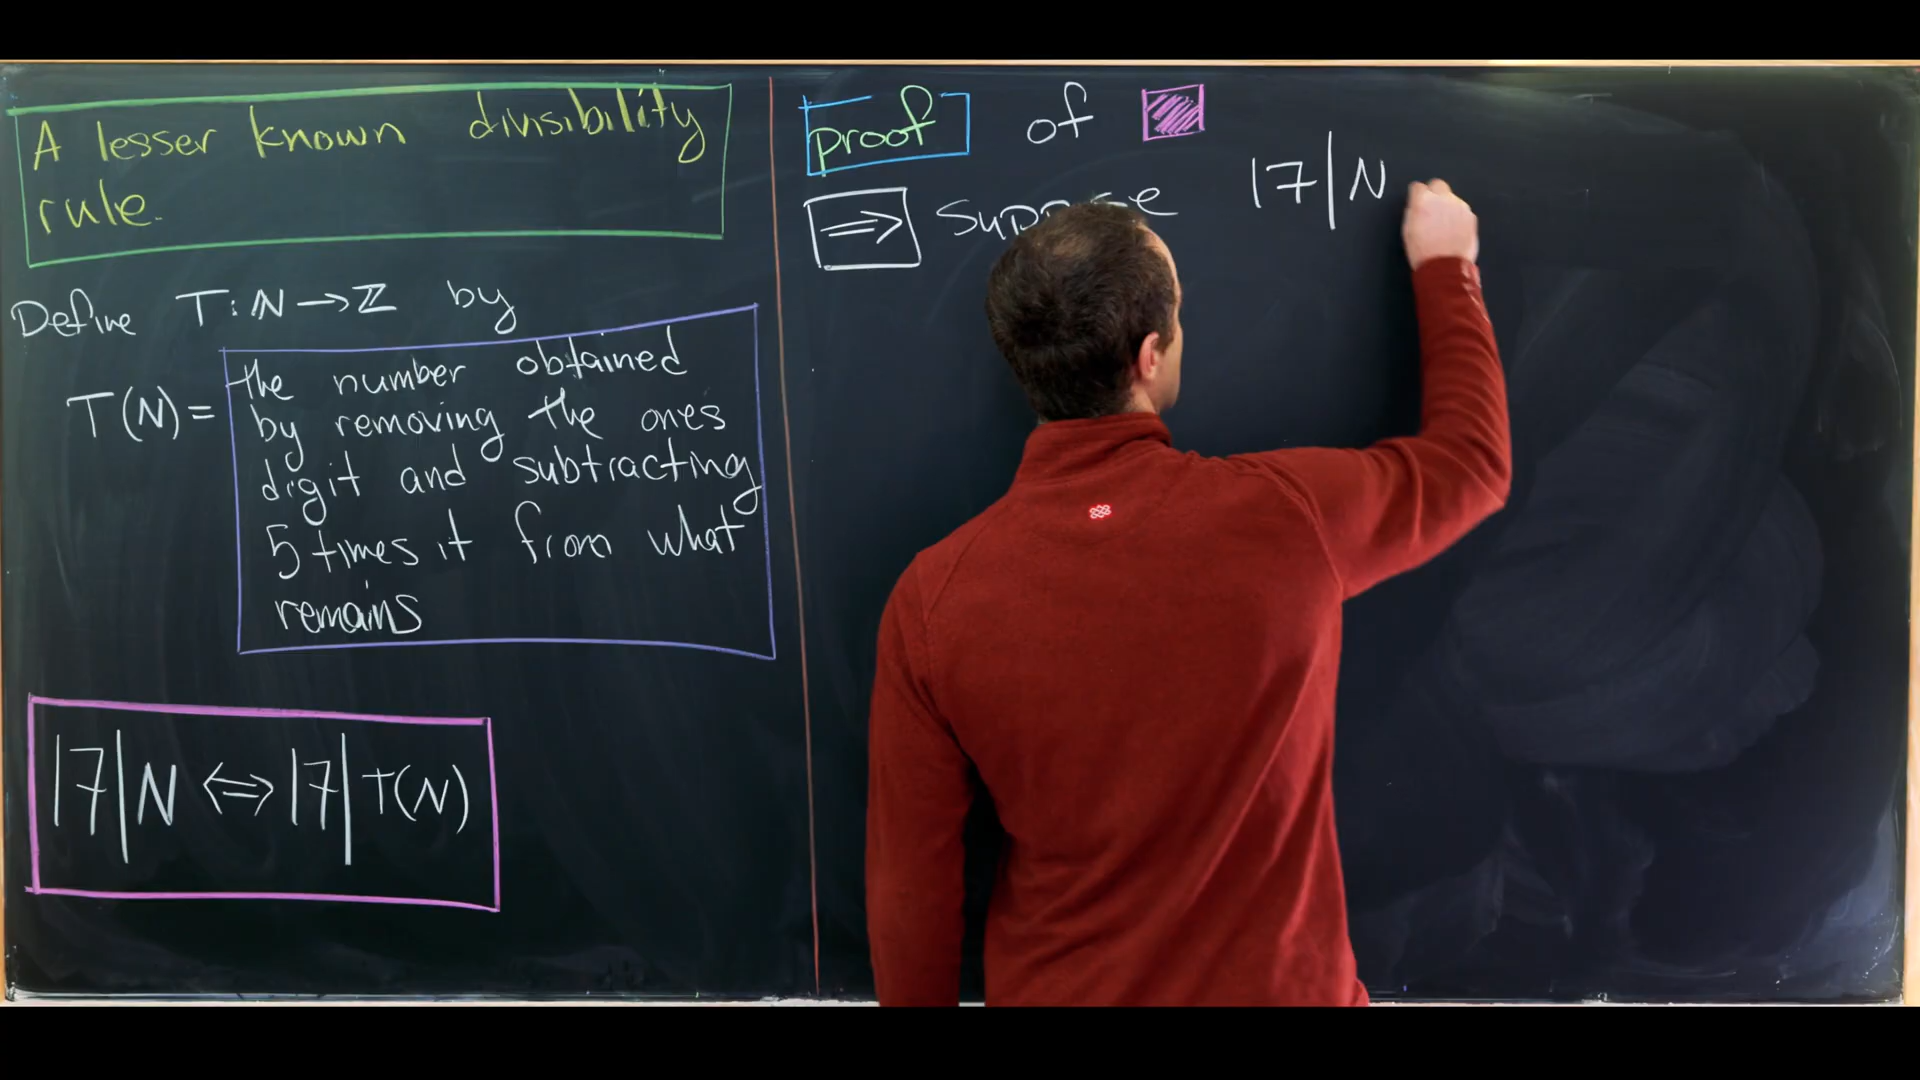 A lesser known divisibility
rule.
Define T: ℕ → ℤ by
T(N) =
the number obtained
by removing the ones
digit and subtracting
5 times it from what
remains
17|N ⇔ 17|T(N)
proof of
⇒ Suppose 17|N